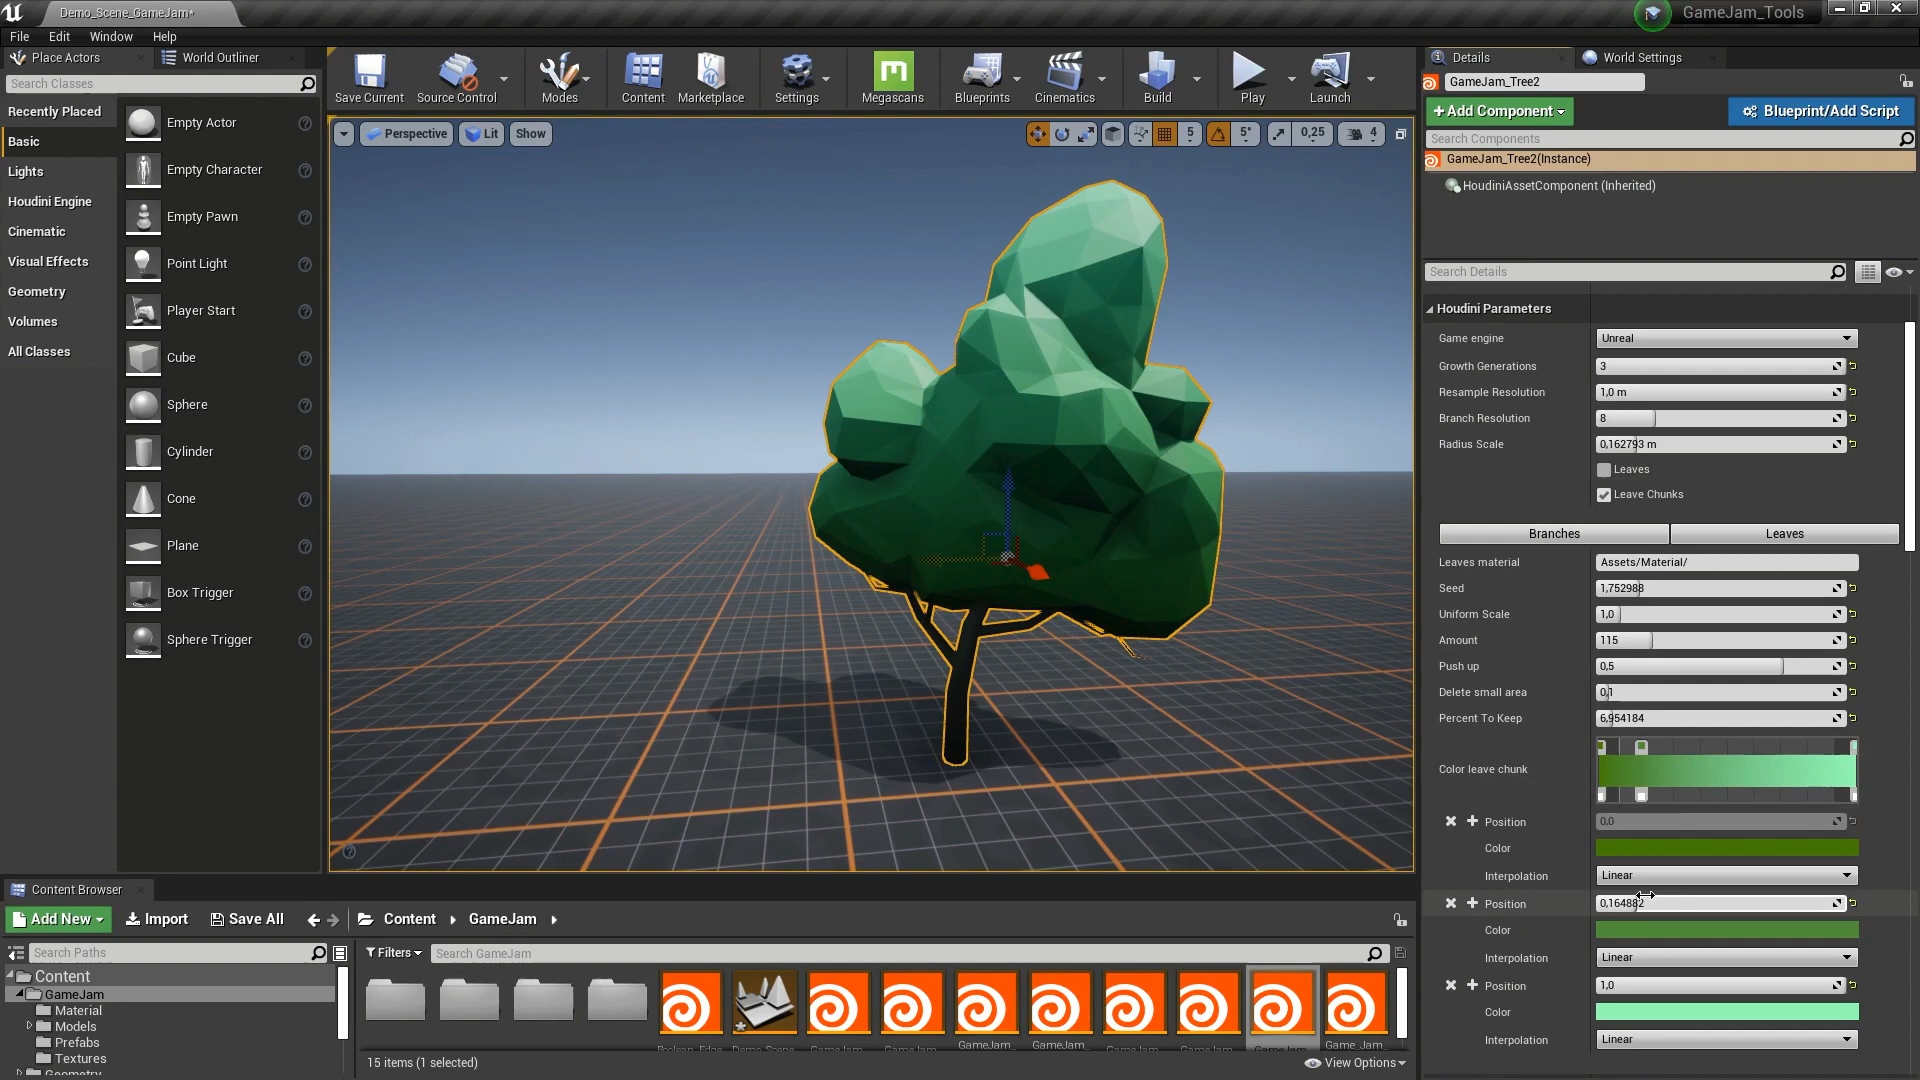 Demo_Scene_GameJam*
GameJam_Tools
File Edit Window Help
Place Actors
World Outliner
Search Classes
Recently Placed
Basic
Lights
Houdini Engine
Cinematic
Visual Effects
Geometry
Volumes
All Classes
Empty Actor
Empty Character
Empty Pawn
Point Light
Player Start
Cube
Sphere
Cylinder
Cone
Plane
Box Trigger
Sphere Trigger
Save Current
Source Control
Modes
Content
Marketplace
Settings
Megascans
Blueprints
Cinematics
Build
Play
Launch
Perspective
Lit
Show
5
5°
0,25
4
Details
World Settings
GameJam_Tree2
+Add Component
Blueprint/Add Script
Search Components
GameJam_Tree2(Instance)
HoudiniAssetComponent (Inherited)
Search Details
Houdini Parameters
Game engine Unreal
Growth Generations 3
Resample Resolution 1,0 m
Branch Resolution 8
Radius Scale 0,162793 m
Leaves
Leave Chunks
Branches Leaves
Leaves material Assets/Material/
Seed 1,752988
Uniform Scale 1,0
Amount 115
Push up 0,5
Delete small area 0,1
Percent To Keep 6,954184
Color leave chunk
Position 0,0
Color
Interpolation Linear
Position 0,164882
Color
Interpolation Linear
Position 1,0
Color
Interpolation Linear
Content Browser
Add New
Import
Save All
Content
GameJam
Search Paths
Filters
Search GameJam
Content
GameJam
Material
Models
Prefabs
Textures
Geometry
GameJam_
GameJam_
Game_Jam_
15 items (1 selected)
View Options